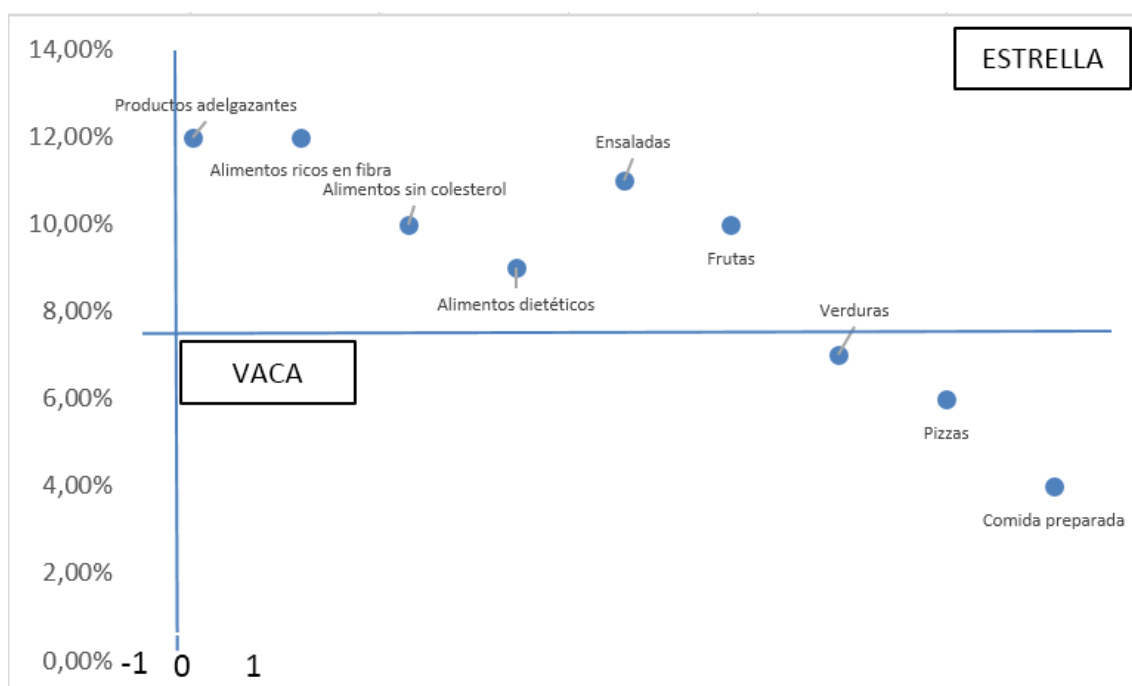 14,00%
ESTRELLA
Productos adelgazantes
12,00%
Ensaladas
Alimentos ricos en fibra
Alimentos sin colesterol
10,00%
Frutas
Alimentos dietéticos
8,00%
Verduras
VACA
6,00%
Pizzas
4,00%
Comida preparada
2,00%
0,00% -1 0 1